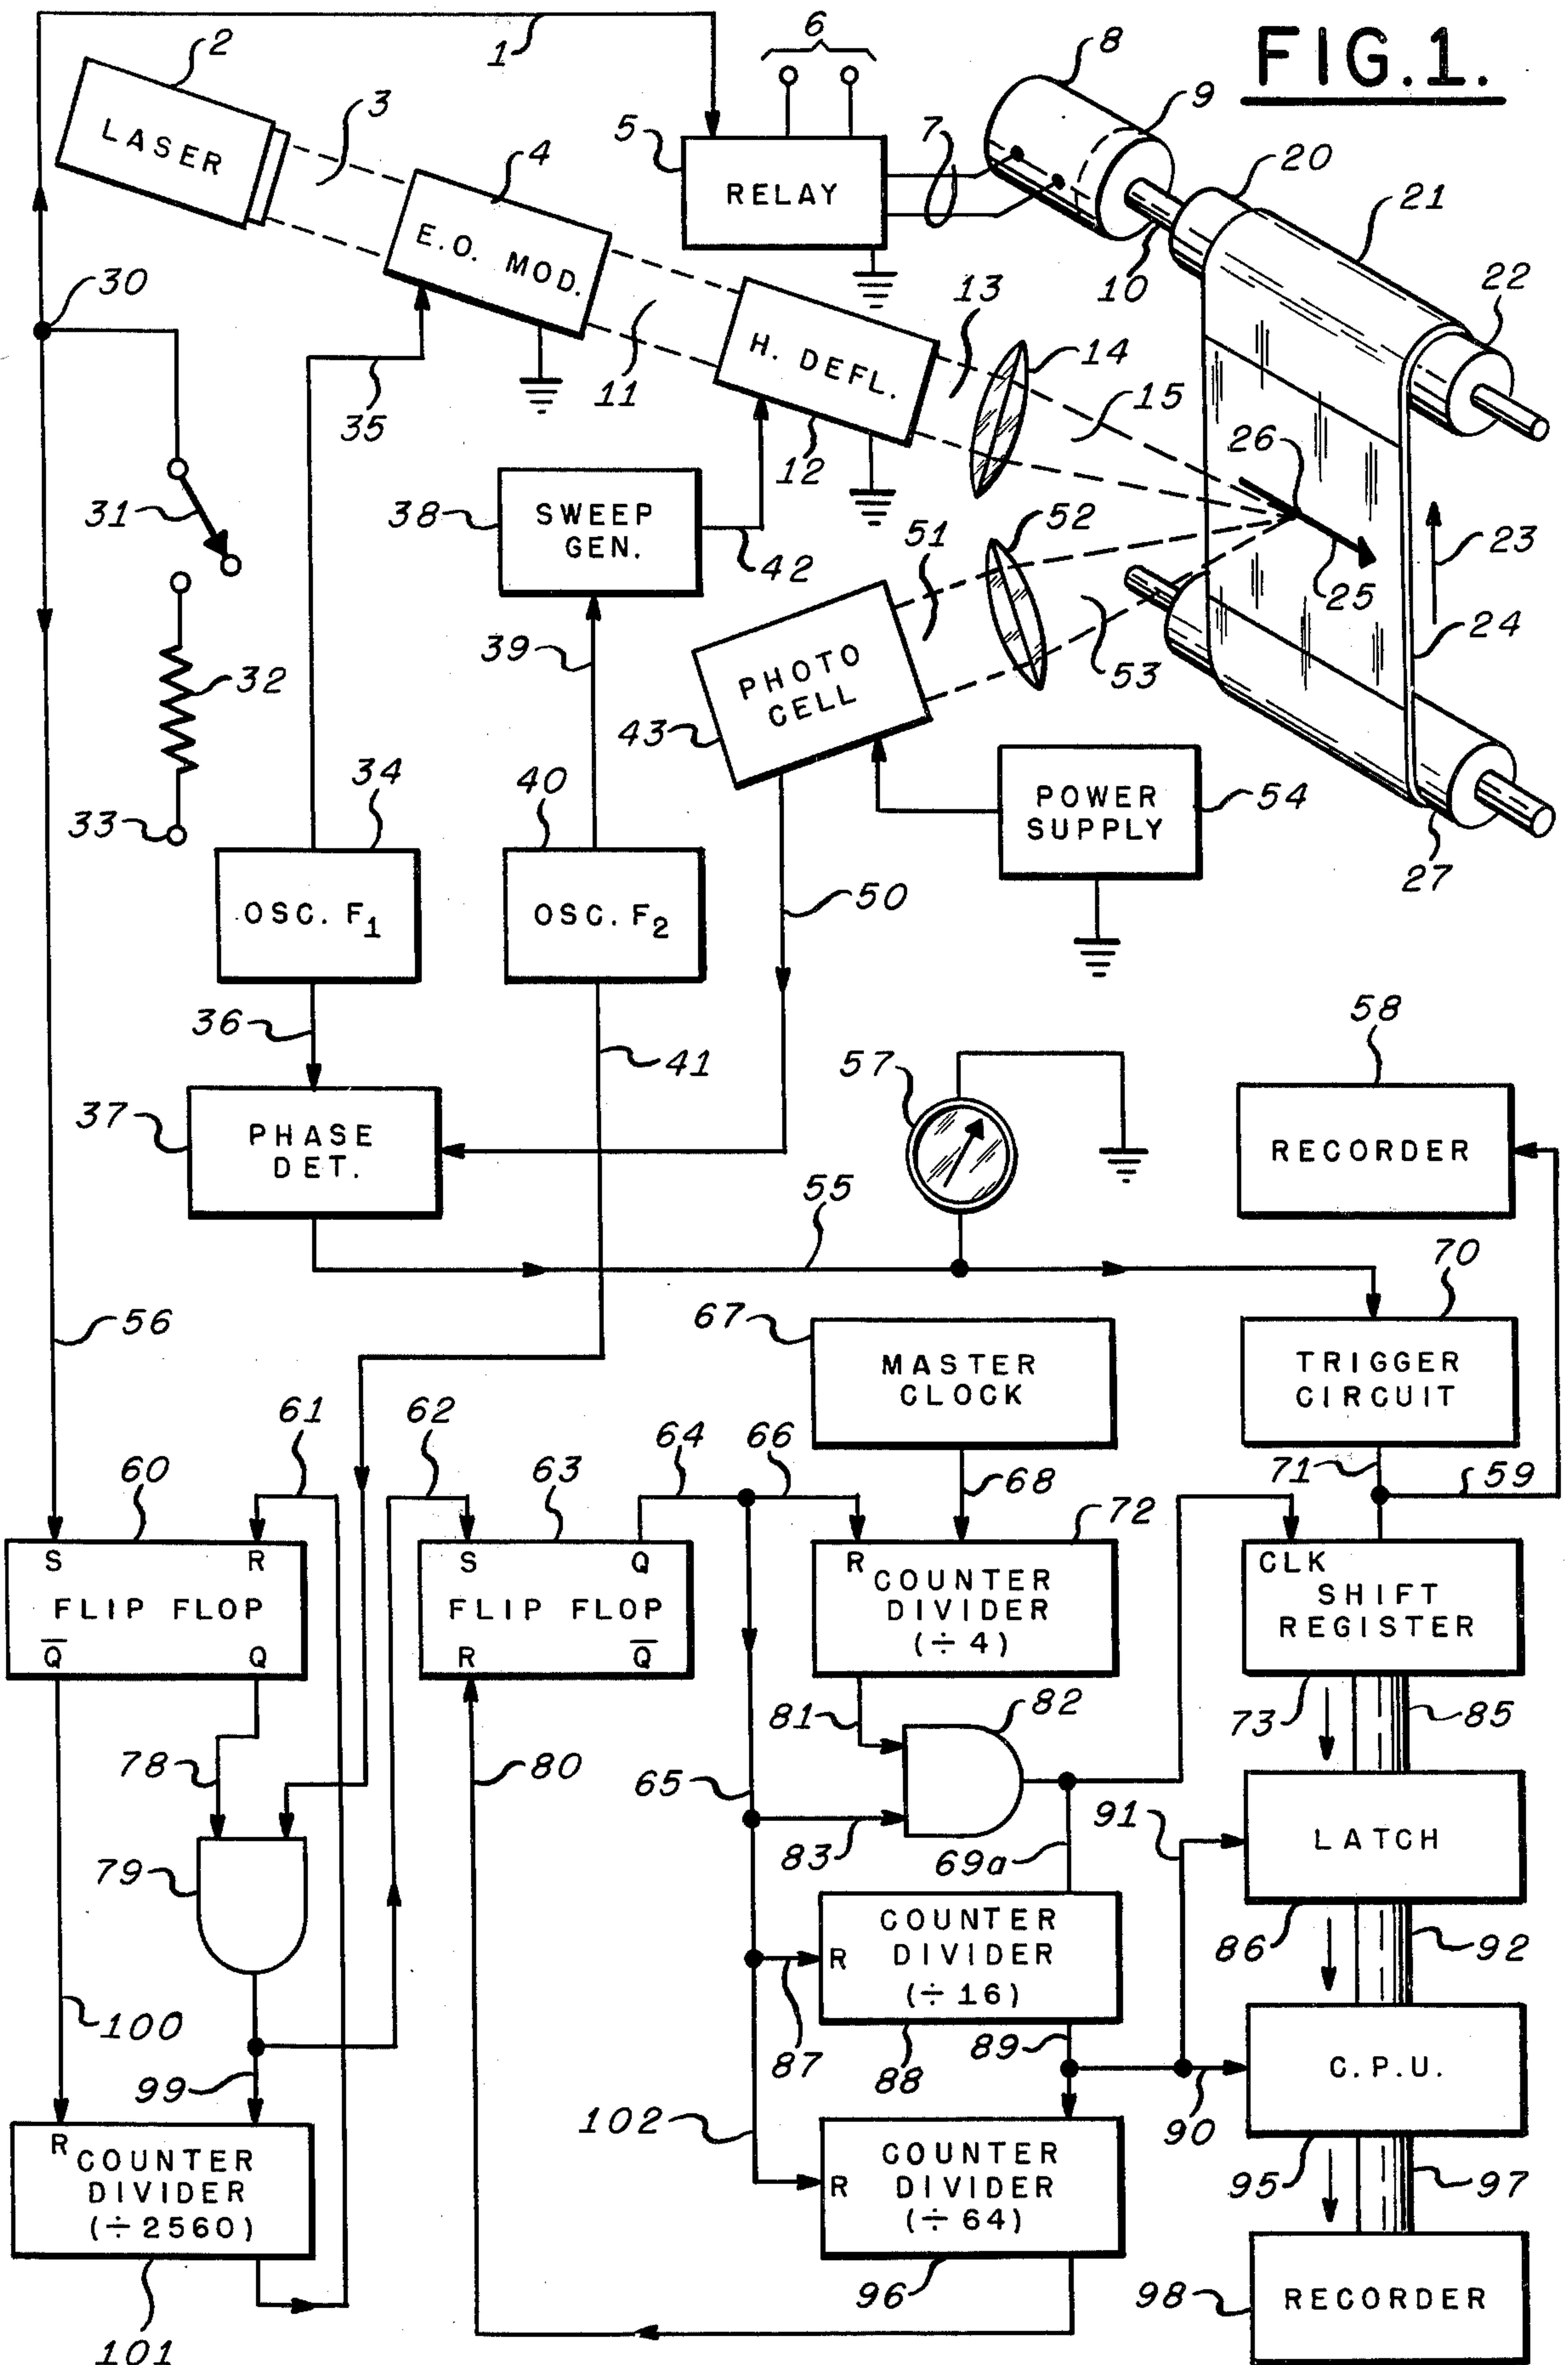 FIG.1.
1
2
3
4
5
6
7
8
9
10
20
21
22
LASER
E.O. MOD.
RELAY
H. DEFL.
30
35
11
12
13
14
15
26
25
23
24
27
31
32
33
38
SWEEP
GEN.
42
39
51
52
53
PHOTO
CELL
43
POWER
SUPPLY
54
34
40
50
OSC. F1
OSC. F2
36
41
37
PHASE
DET.
57
58
RECORDER
55
56
67
MASTER
CLOCK
70
TRIGGER
CIRCUIT
71
59
60
61
62
63
64
66
68
72
S R
FLIP FLOP
Q̅ Q
S Q
FLIP FLOP
R Q̅
R
COUNTER
DIVIDER
(÷4)
CLK
SHIFT
REGISTER
73
85
78
79
80
81
82
65
83
69a
91
LATCH
86
92
100
99
87
R
COUNTER
DIVIDER
(÷16)
88
89
90
C.P.U.
95
97
102
R
COUNTER
DIVIDER
(÷2560)
101
R
COUNTER
DIVIDER
(÷64)
96
98
RECORDER